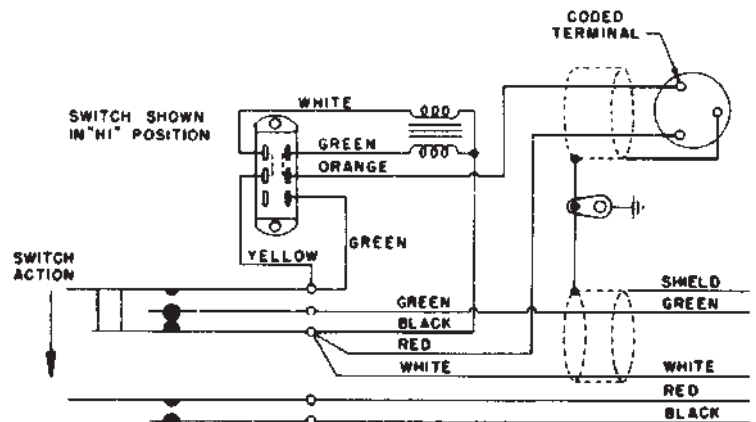 CODED
TERMINAL
WHITE
SWITCH SHOWN
IN "HI" POSITION
GREEN
ORANGE
GREEN
YELLOW
SWITCH
ACTION
SHIELD
GREEN
GREEN
BLACK
RED
WHITE
WHITE
RED
BLACK